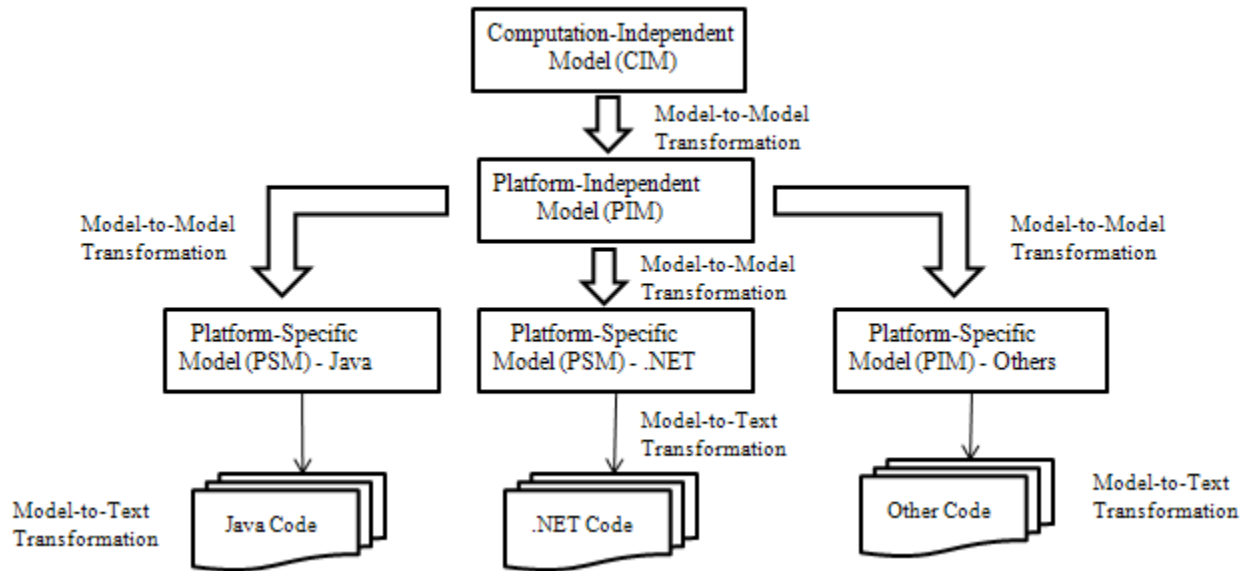 Computation-Independent
Model (CIM)
Model-to-Model
Transformation
Platform-Independent
Model (PIM)
Model-to-Model
Transformation
Model-to-Model
Transformation
Model-to-Model
Transformation
Platform-Specific
Model (PSM) - Java
Platform-Specific
Model (PSM) - .NET
Platform-Specific
Model (PIM) - Others
Model-to-Text
Transformation
Model-to-Text
Transformation
Java Code
.NET Code
Other Code
Model-to-Text
Transformation